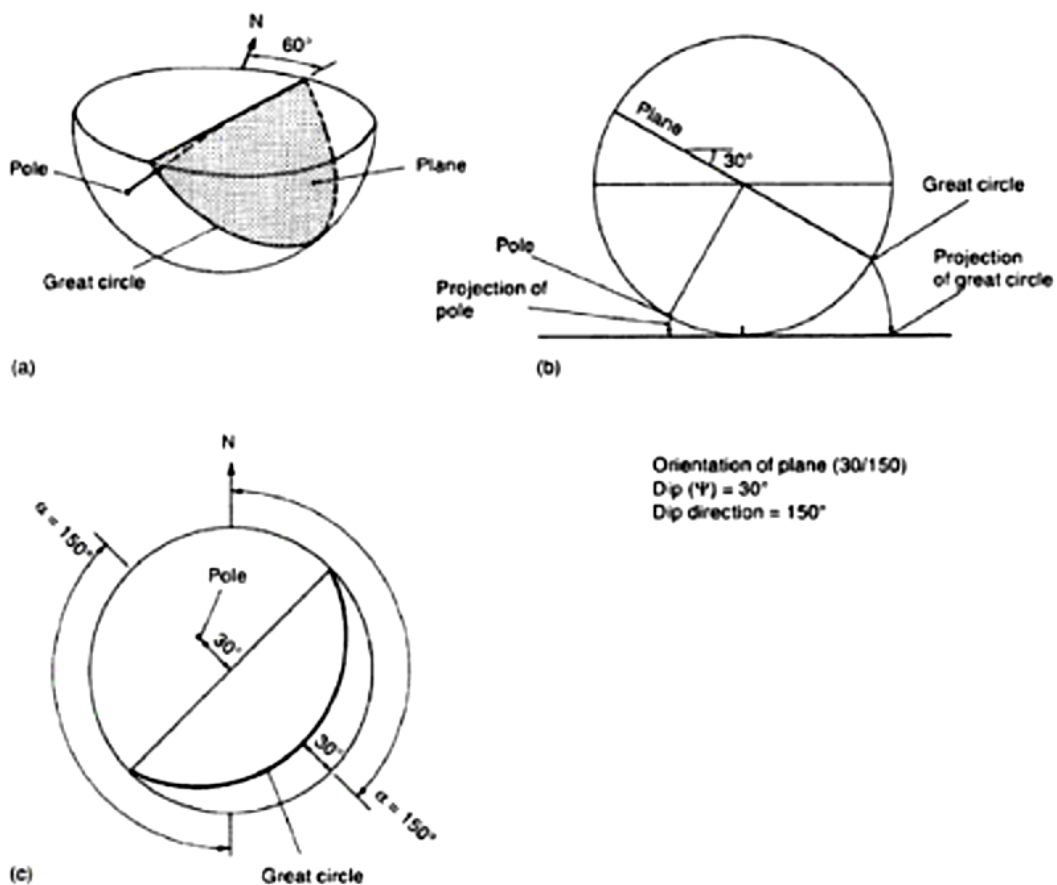 N
60°
Pole
Plane
Great circle
(a)
Plane
30°
Great circle
Pole
Projection of
pole
Projection
of great circle
(b)
N
α = 150°
Pole
30°
30°
α = 150°
Great circle
(c)
Orientation of plane (30/150)
Dip (Ψ) = 30°
Dip direction = 150°